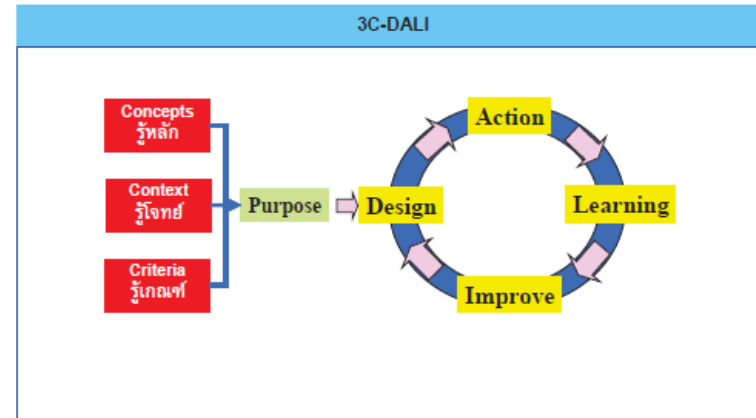 3C-DALI
Concepts
รู้หลัก
Context
รู้โจทย์
Criteria
รู้เกณฑ์
Purpose
Design
Action
Learning
Improve